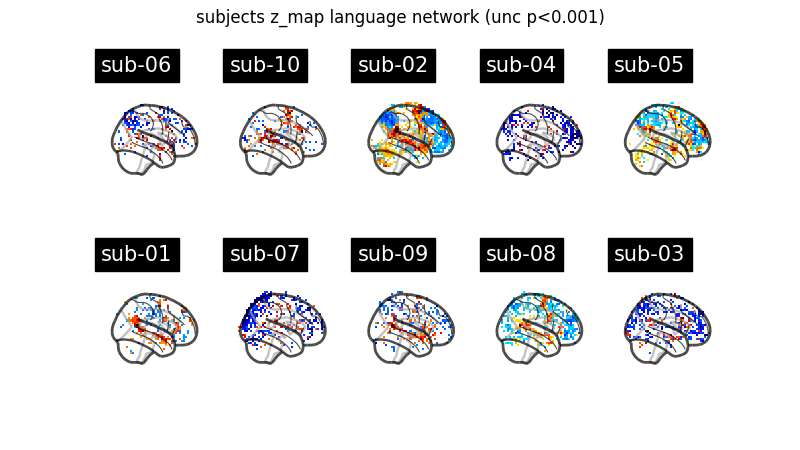 subjects z_map language network (unc p<0.001)
sub-06
sub-10
sub-02
sub-04
sub-05
sub-01
sub-07
sub-09
sub-08
sub-03